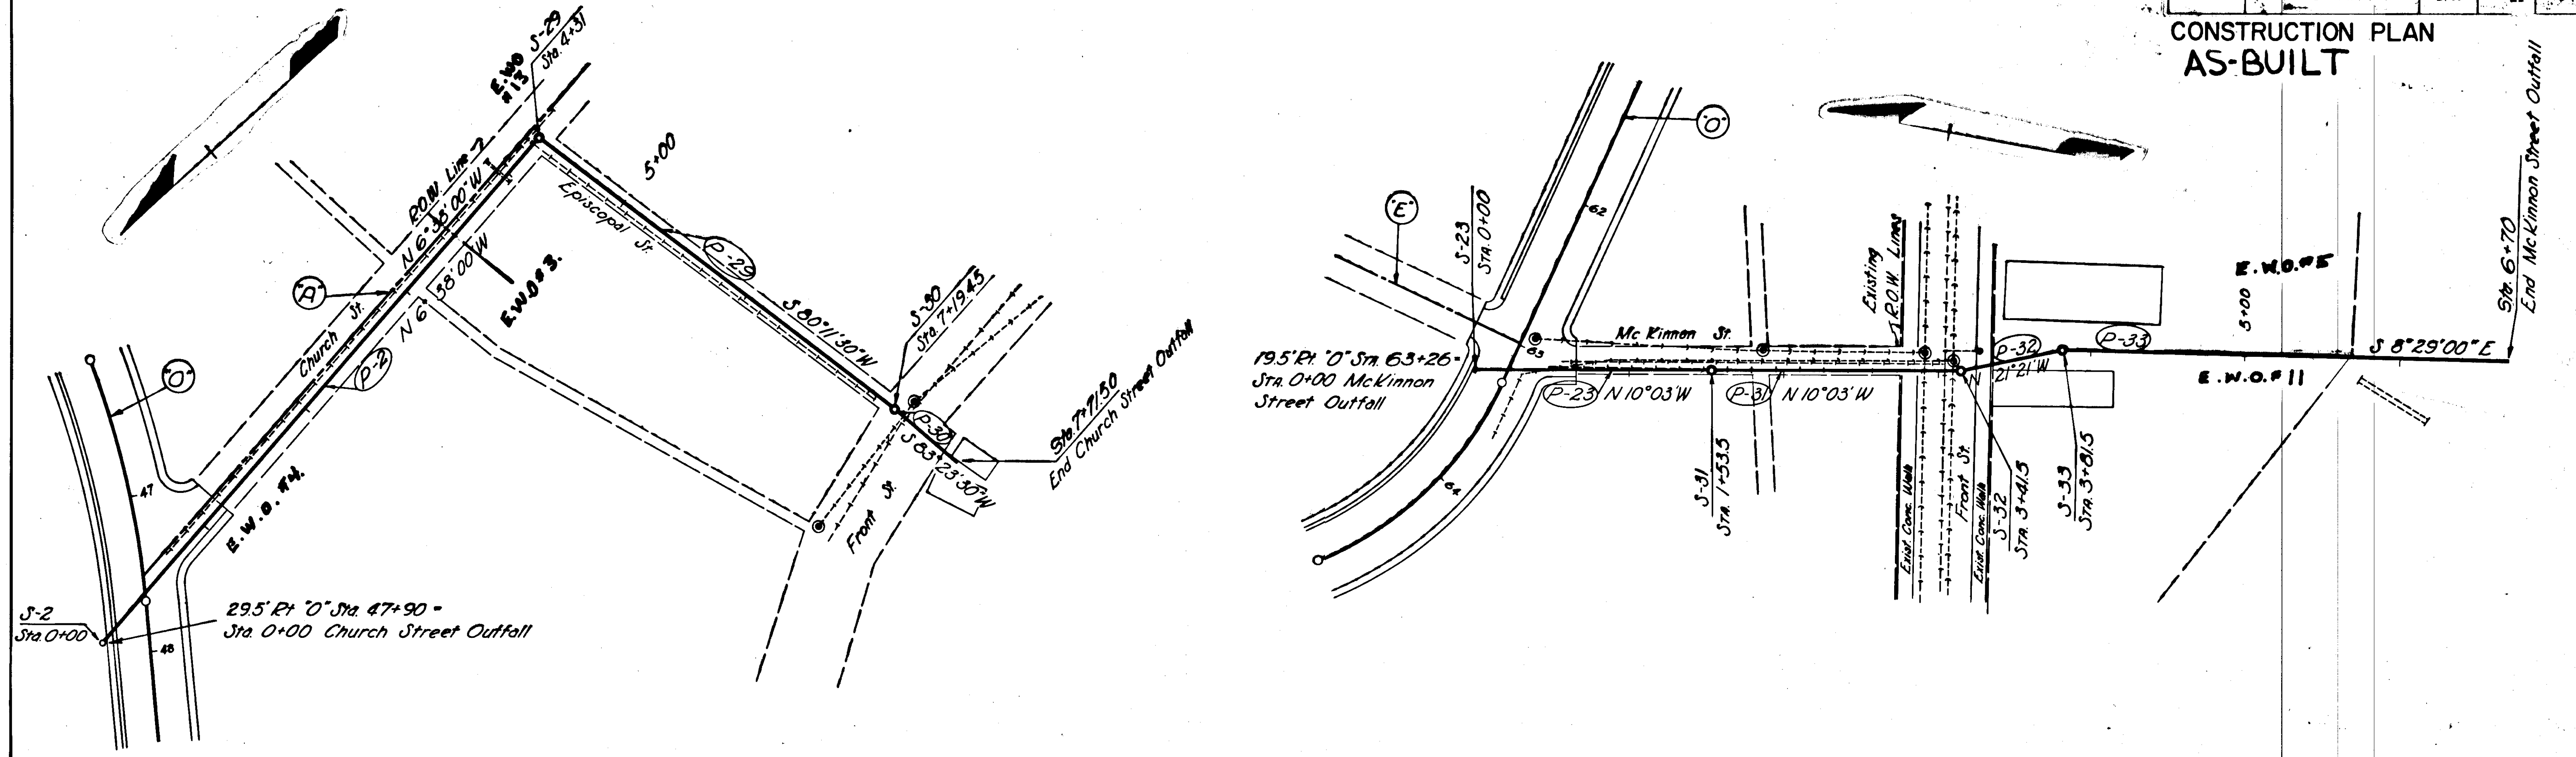 CONSTRUCTION PLAN
AS-BUILT
E.W.O
#13
S-29
Sta. 4+31
R.O.W. Line
N 6°38'00" W
5+00
Episcopal St.
P-29
"A"
Church St.
N 6° 38'00" W
E.W.O # 3.
P-2
S 80°11'30" W
S-30
Sta. 7+19.45
"O"
47
E.W.O. #4.
P-30
S 83°23'30" W
Sta. 7+71.50
End Church Street Outfall
Front St.
S-2
Sta. 0+00
29.5' Rt "O" Sta. 47+90 =
Sta. 0+00 Church Street Outfall
48
"O"
"E"
S-23
STA. 0+00
62
63
64
19.5' Rt. "O" STA. 63+26 =
STA. 0+00 McKinnon
Street Outfall
Mc Kinnon St.
Existing
R.O.W. Lines
P-23
N 10°03' W
P-31
N 10°03' W
S-31
STA. 1+53.5
Exist. Conc. Walk
Front St.
Exist. Conc. Walk
P-32
N 21°21' W
S-32
STA. 3+41.5
S-33
STA. 3+81.5
P-33
E.W.O.#5
5+00
E.W.O.#11
S 8°29'00" E
Sta. 6+70
End McKinnon Street Outfall